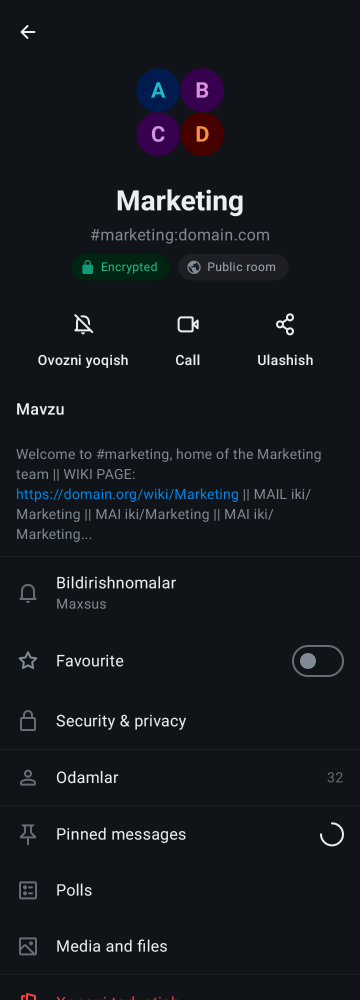 A B
C D
Marketing
#marketing:domain.com
Encrypted Public room
Ovozni yoqish Call Ulashish
Mavzu
Welcome to #marketing, home of the Marketing
team || WIKI PAGE:
https://domain.org/wiki/Marketing || MAIL iki/
Marketing || MAI iki/Marketing || MAI iki/
Marketing...
Bildirishnomalar
Maxsus
Favourite
Security & privacy
Odamlar 32
Pinned messages
Polls
Media and files